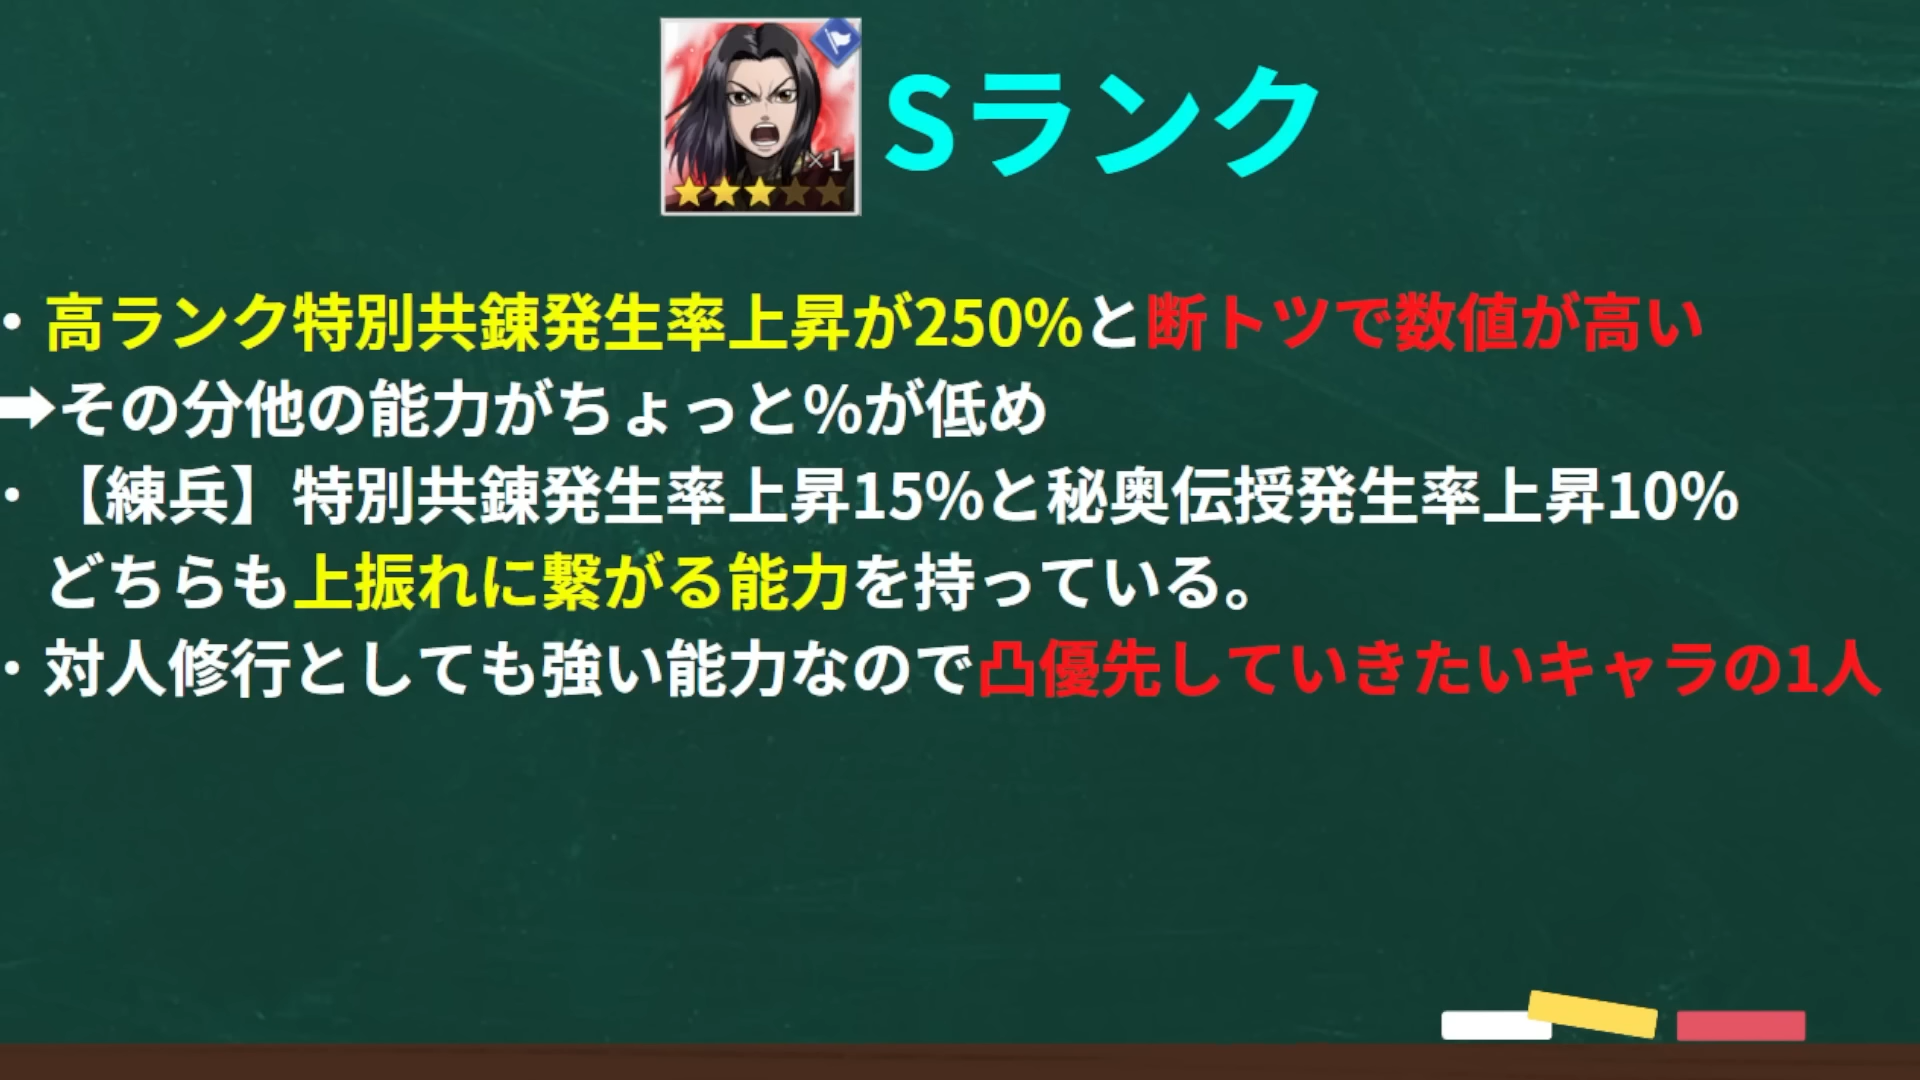 ×1
Sランク
・高ランク特別共錬発生率上昇が250%と断トツで数値が高い
➡その分他の能力がちょっと%が低め
・【練兵】特別共錬発生率上昇15%と秘奥伝授発生率上昇10%
どちらも上振れに繋がる能力を持っている。
・対人修行としても強い能力なので凸優先していきたいキャラの1人